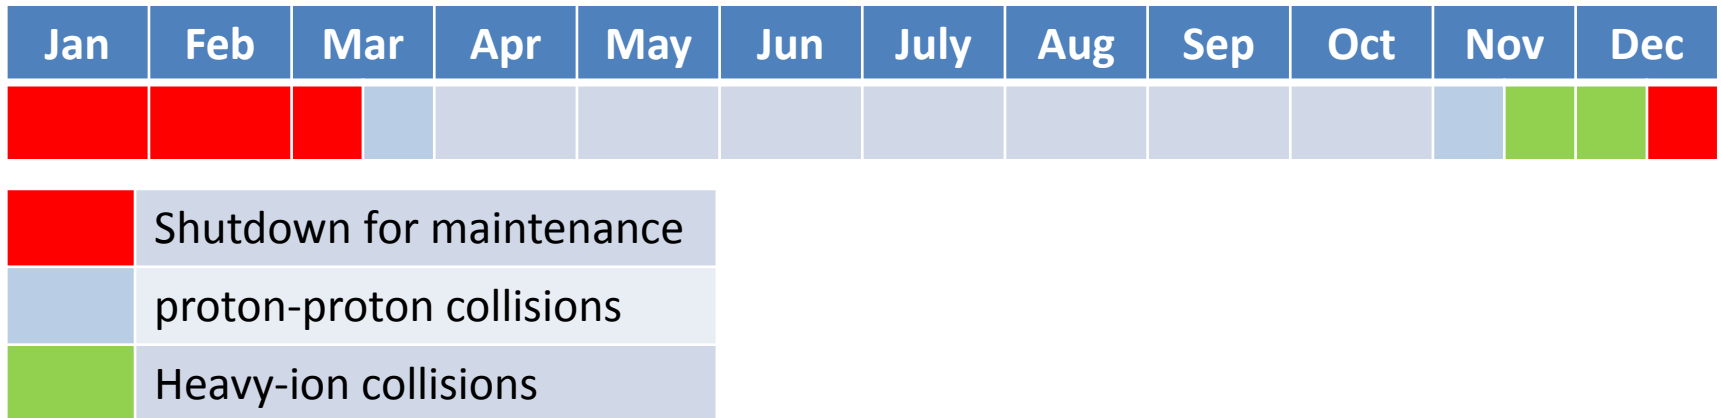 Jan Feb Mar Apr May Jun July Aug Sep Oct Nov Dec
Shutdown for maintenance
proton-proton collisions
Heavy-ion collisions